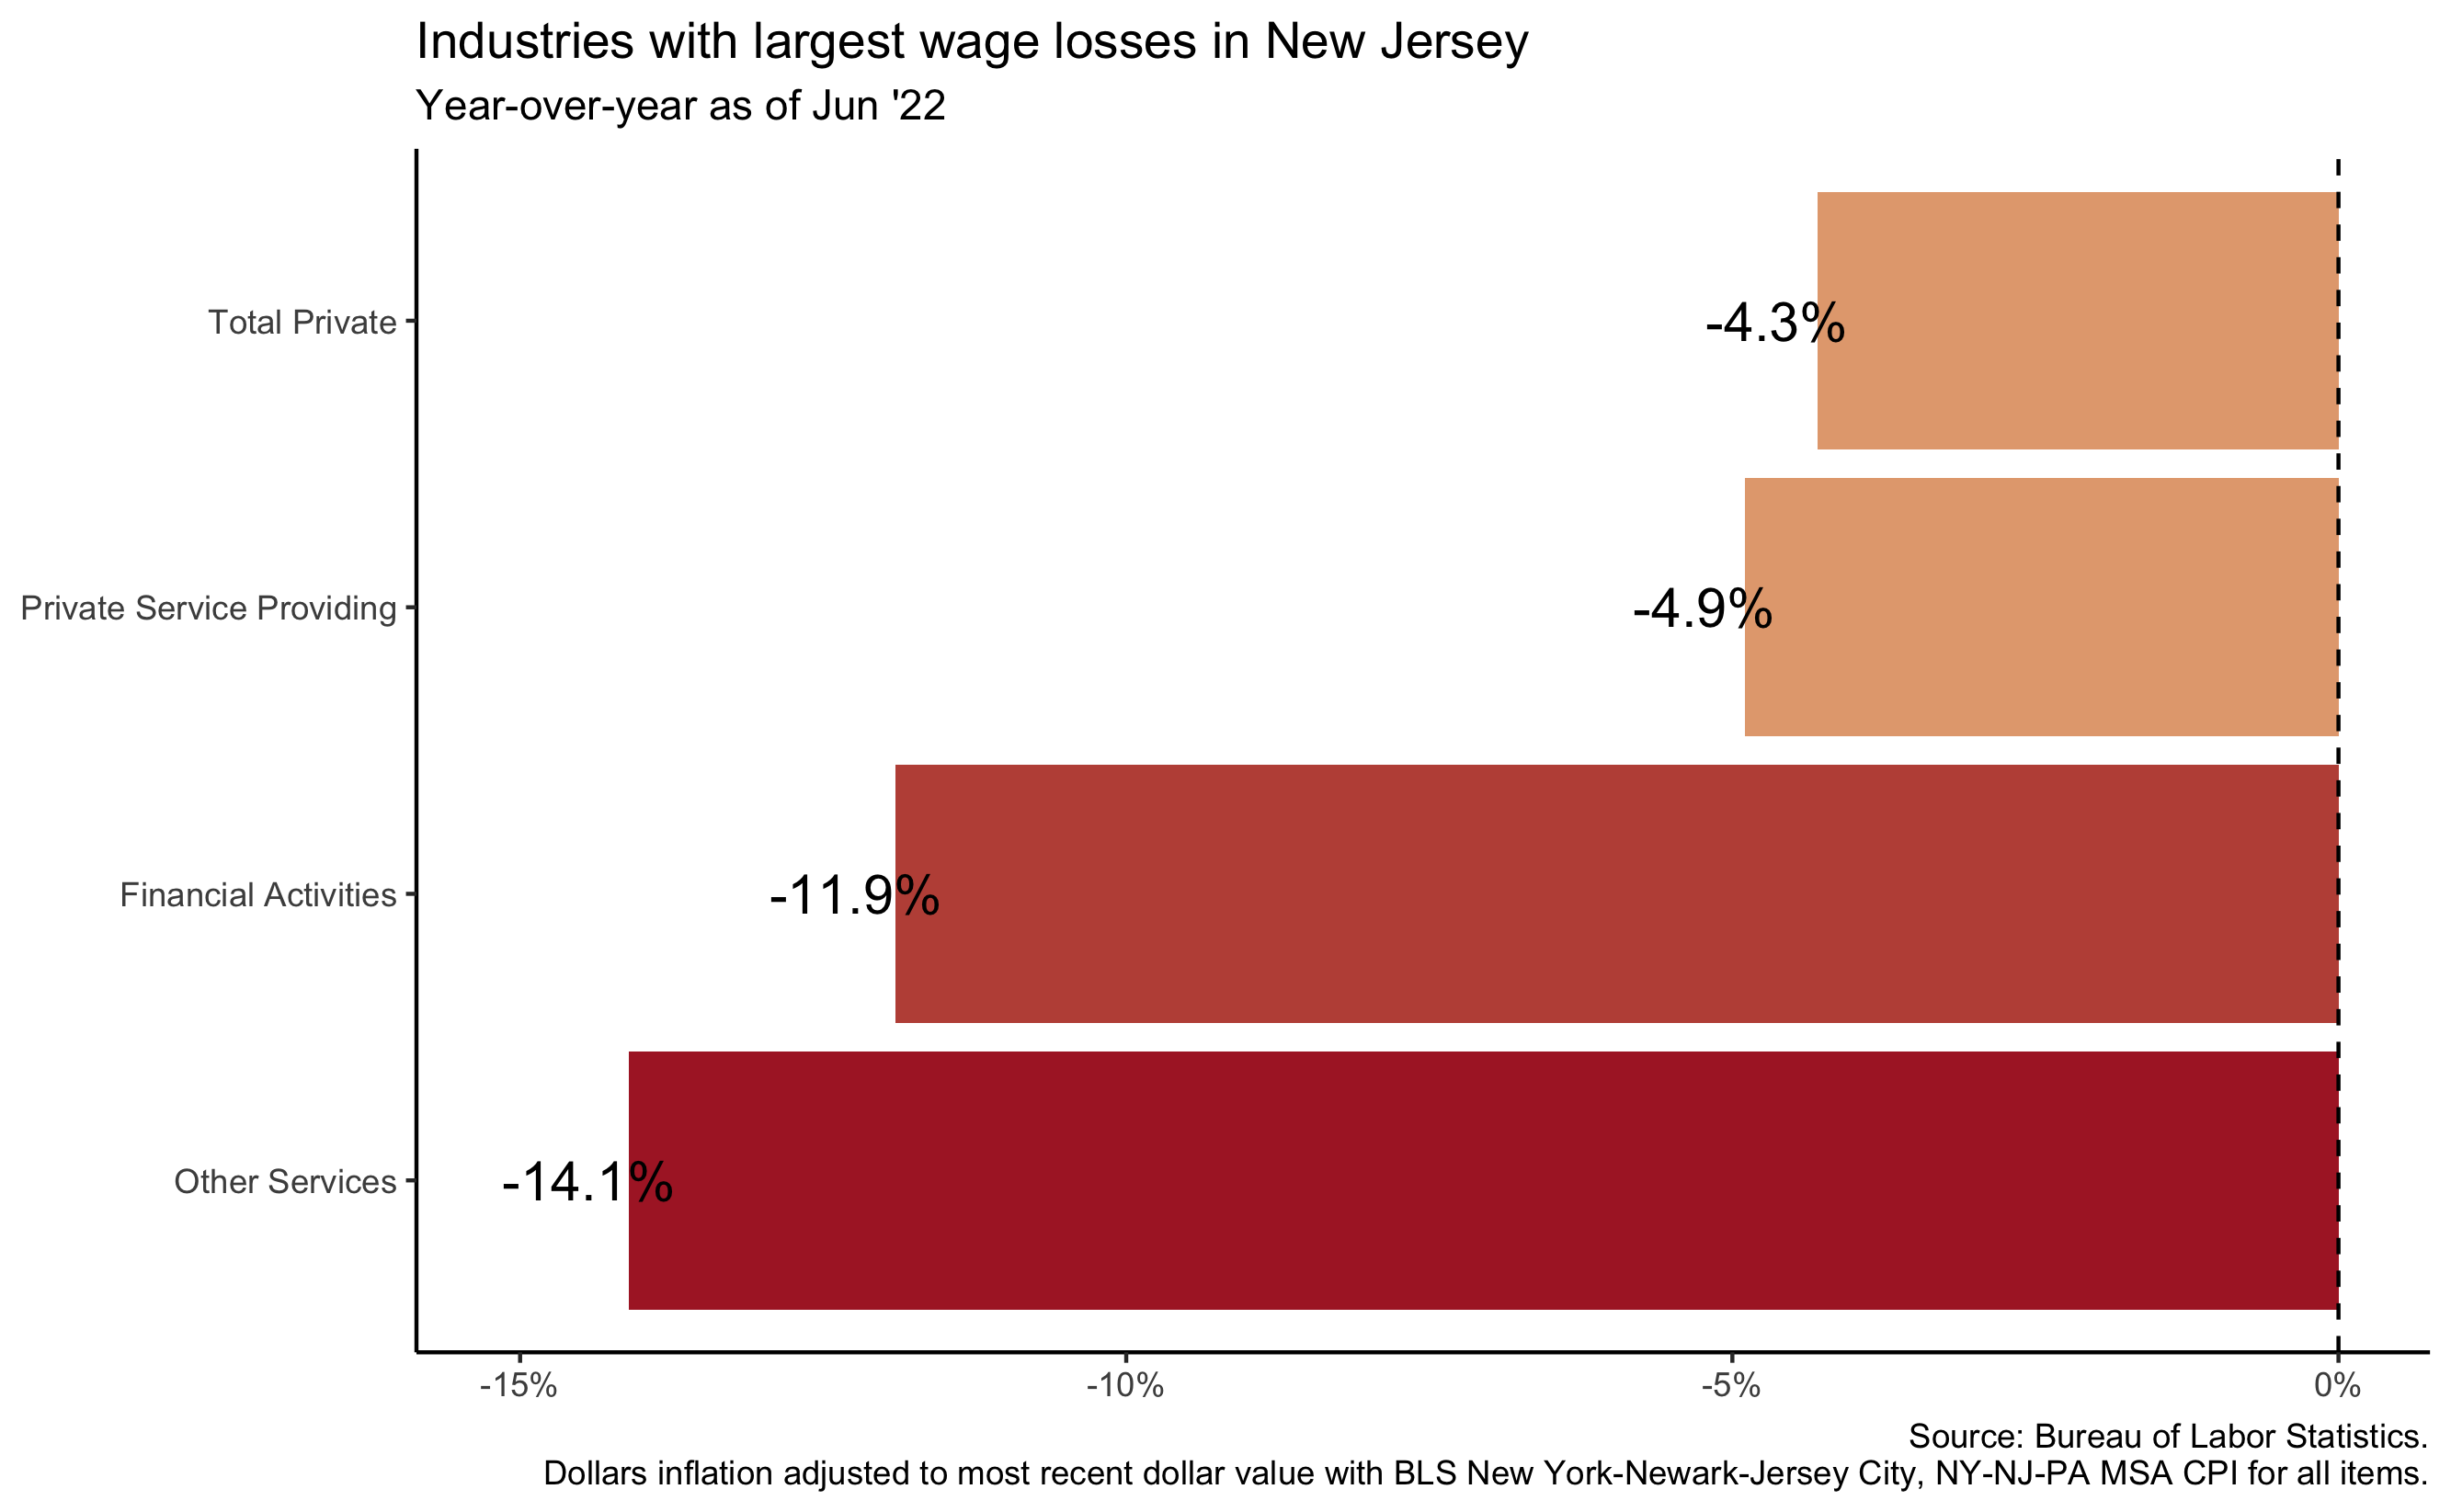 Industries with largest wage losses in New Jersey
Year-over-year as of Jun '22
Total Private
-4.3%
Private Service Providing
-4.9%
Financial Activities
-11.9%
Other Services
-14.1%
-15%
-10%
-5%
0%
Source: Bureau of Labor Statistics.
Dollars inflation adjusted to most recent dollar value with BLS New York-Newark-Jersey City, NY-NJ-PA MSA CPI for all items.